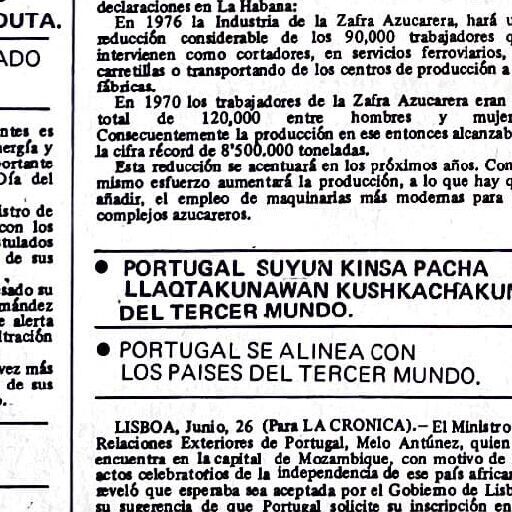 OUTA.
ADO
ntes es
nergía y
portante
Día del
istro de
con los
stulados
de sus
sado su
mández
e alerta
ltración
vez más
de sus
declaraciones en La Habana:
En 1976 la Industria de la Zafra Azucarera, hará u
reducción considerable de los 90,000 trabajadores q
intervienen como cortadores, en servicios ferroviarios,
carretillas o transportando de los centros de producción a
fábricas.
En 1970 los trabajadores de la Zafra Azucarera eran
total de 120,000 entre hombres y mujer
Consecuentemente la producción en ese entonces alcanzab
la cifra récord de 8'500.000 toneladas.
Esta reducción se acentuará en los próximos años. Con
mismo esfuerzo aumentará la producción, a lo que hay q
añadir, el empleo de maquinarias más modernas para
complejos azucareros.
● PORTUGAL SUYUN KINSA PACHA
LLAQTAKUNAWAN KUSHKACHAKUN
DEL TERCER MUNDO.
● PORTUGAL SE ALINEA CON
LOS PAISES DEL TERCER MUNDO.
LISBOA, Junio, 26 (Para LA CRONICA).— El Ministro
Relaciones Exteriores de Portugal, Melo Antúnez, quien
encuentra en la capital de Mozambique, con motivo de
actos celebratotios de la independencia de ese país african
reveló que esperaba sea aceptada por el Gobierno de Lisb
su sugerencia de que Portugal solicite su inscripción en